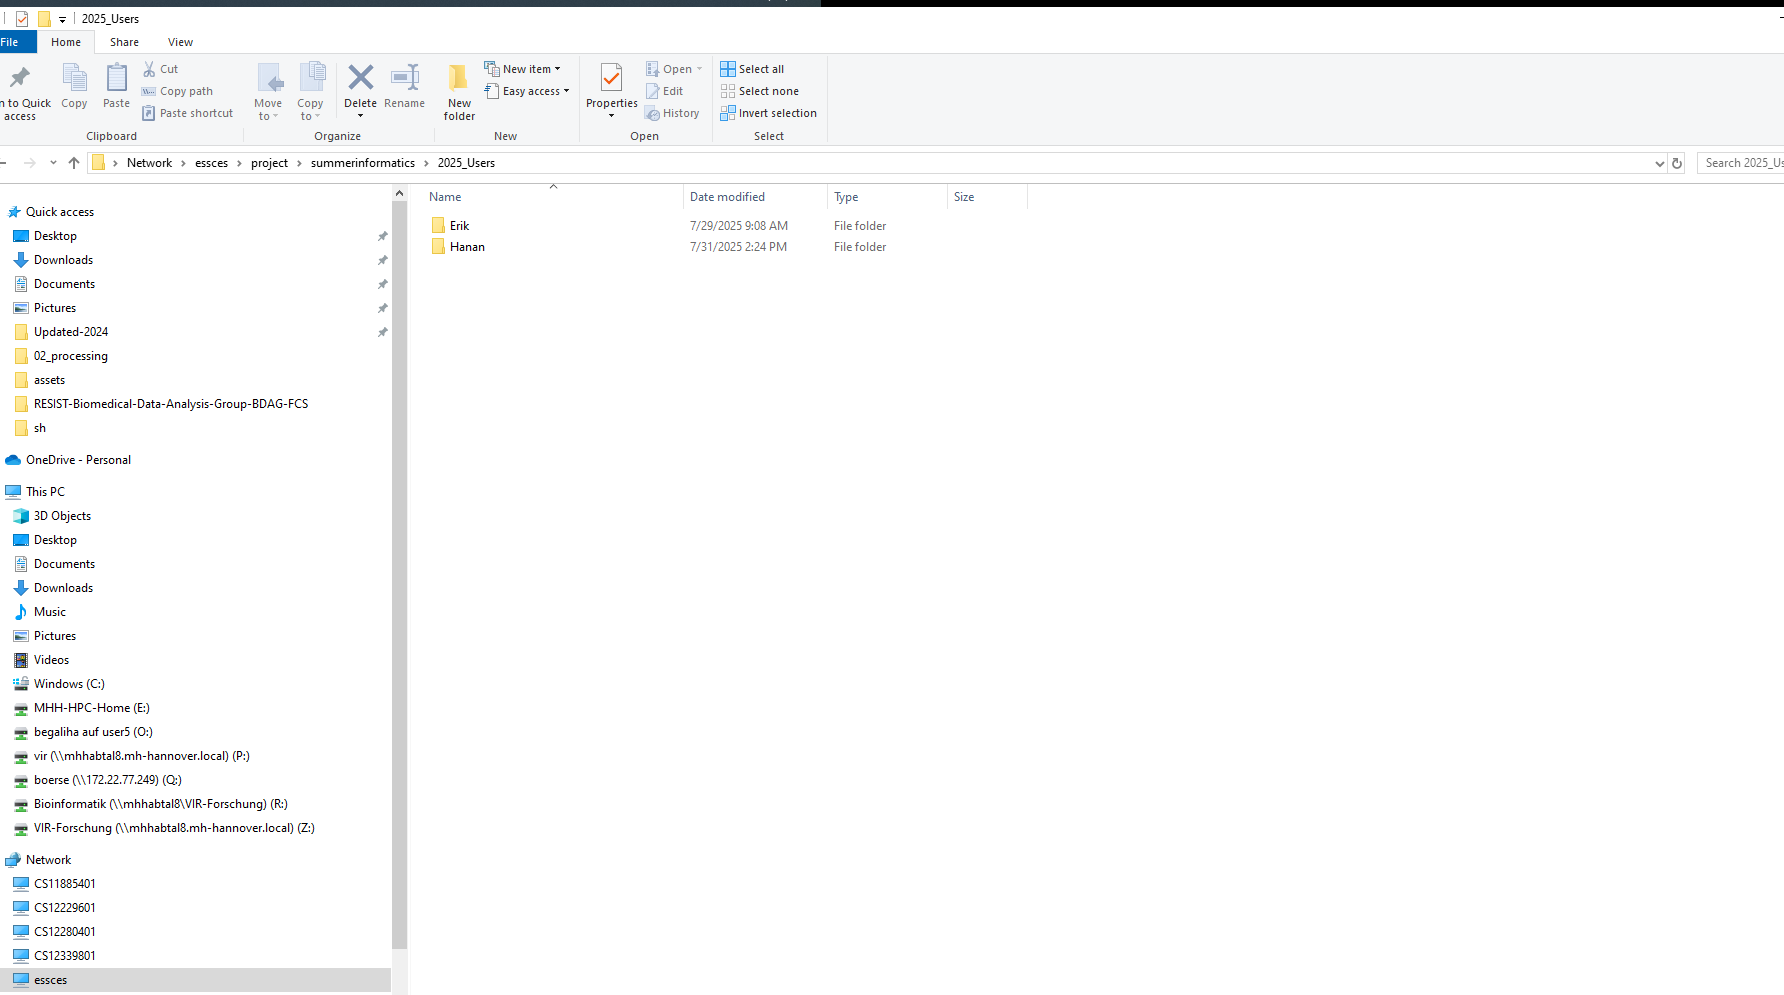 2025_Users
File Home Share View
n to Quick access
Copy
Paste
Cut
Copy path
Paste shortcut
Clipboard
Move to
Copy to
Delete
Rename
Organize
New folder
New item
Easy access
New
Properties
Open
Edit
History
Open
Select all
Select none
Invert selection
Select
Network › essces › project › summerinformatics › 2025_Users
Search 2025_Us
Quick access
Desktop
Downloads
Documents
Pictures
Updated-2024
02_processing
assets
RESIST-Biomedical-Data-Analysis-Group-BDAG-FCS
sh
OneDrive - Personal
This PC
3D Objects
Desktop
Documents
Downloads
Music
Pictures
Videos
Windows (C:)
MHH-HPC-Home (E:)
begaliha auf user5 (O:)
vir (\\mhhabtal8.mh-hannover.local) (P:)
boerse (\\172.22.77.249) (Q:)
Bioinformatik (\\mhhabtal8\VIR-Forschung) (R:)
VIR-Forschung (\\mhhabtal8.mh-hannover.local) (Z:)
Network
CS11885401
CS12229601
CS12280401
CS12339801
essces
Name Date modified Type Size
Erik 7/29/2025 9:08 AM File folder
Hanan 7/31/2025 2:24 PM File folder